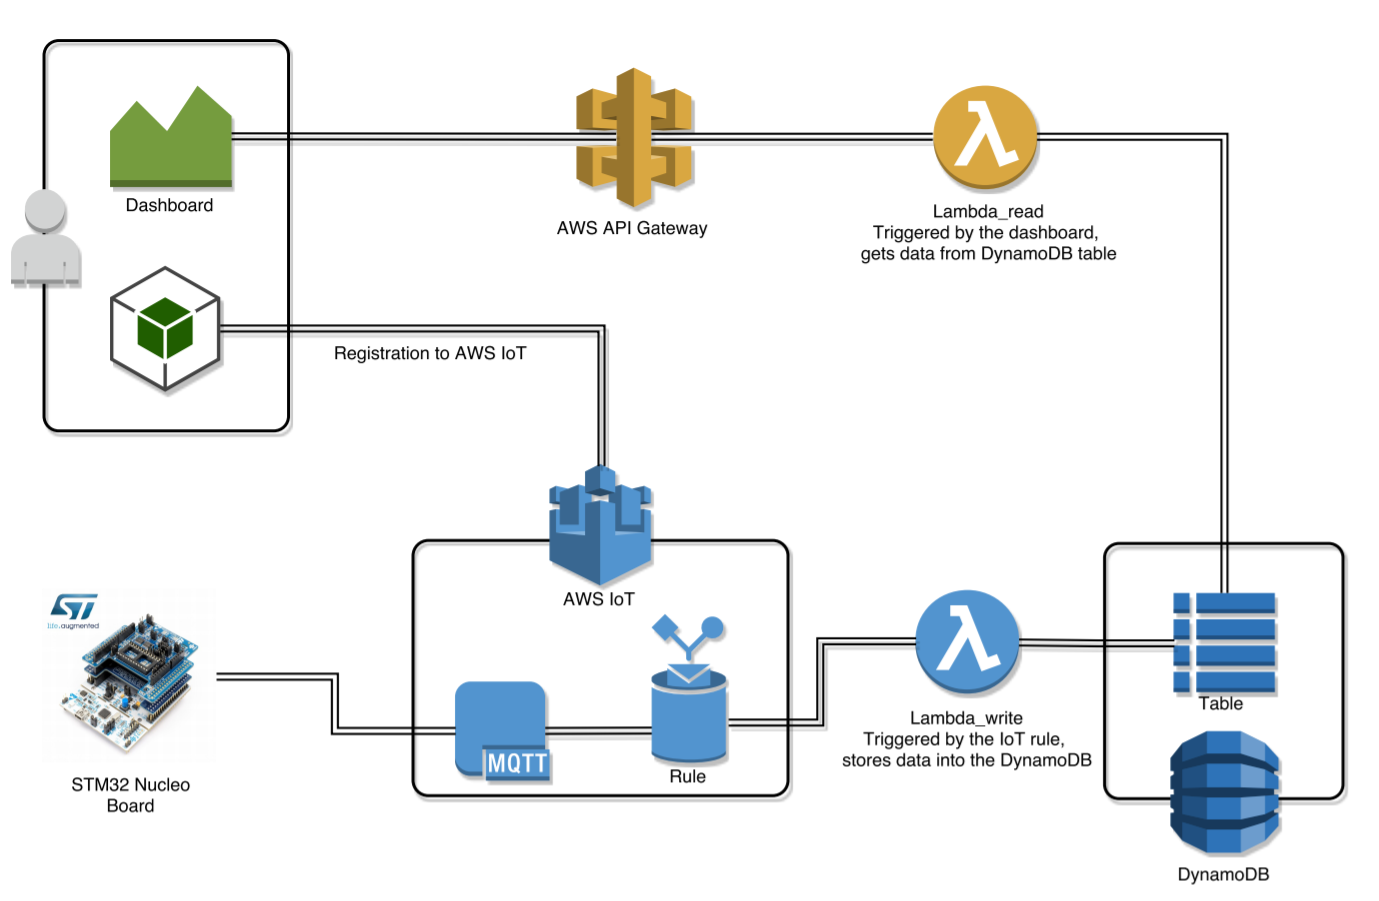 Dashboard
AWS API Gateway
Lambda_read
Triggered by the dashboard,
gets data from DynamoDB table
Registration to AWS IoT
AWS IoT
ST
life.augmented
MQTT
Rule
STM32 Nucleo
Board
Lambda_write
Triggered by the IoT rule,
stores data into the DynamoDB
Table
DynamoDB